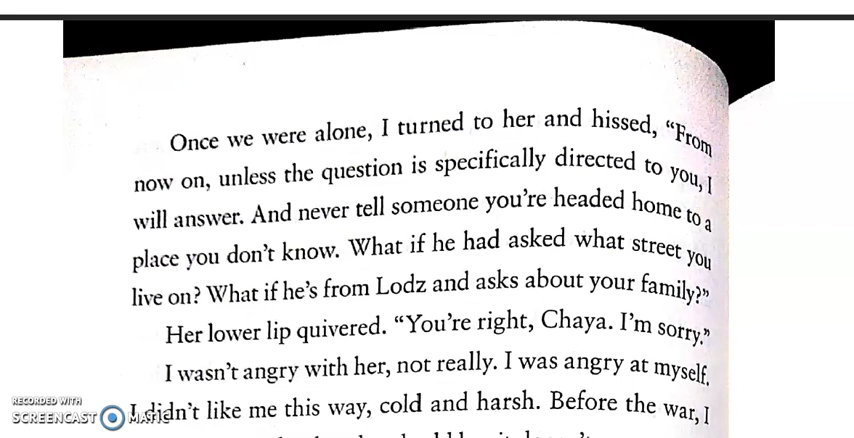 Once we were alone, I turned to her and hissed, “From
now on, unless the question is specifically directed to you, I
will answer. And never tell someone you’re headed home to a
place you don’t know. What if he had asked what street you
live on? What if he’s from Lodz and asks about your family?”
Her lower lip quivered. “You’re right, Chaya. I’m sorry.”
I wasn’t angry with her, not really. I was angry at myself.
I didn’t like me this way, cold and harsh. Before the war, I
RECORDED WITH
SCREENCAST MATIC